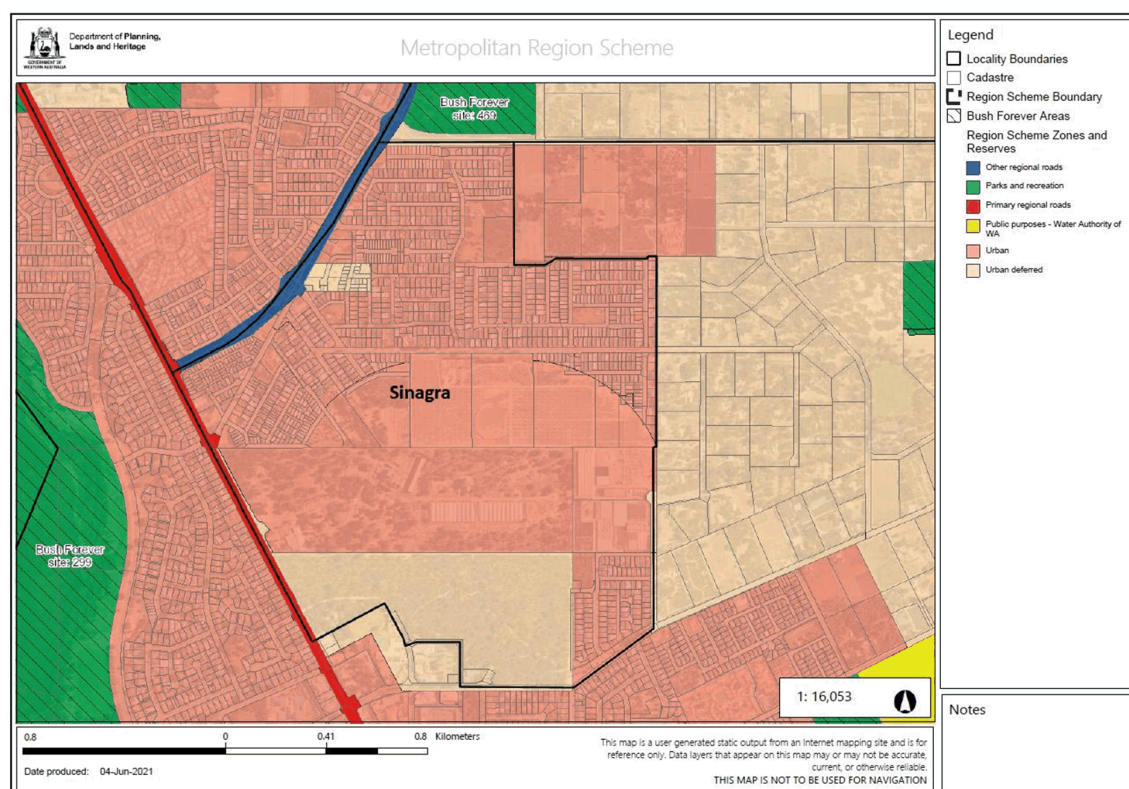 Department of Planning,
Lands and Heritage
GOVERNMENT OF
WESTERN AUSTRALIA
Metropolitan Region Scheme
Bush Forever
site: 469
Sinagra
Bush Forever
site: 299
1: 16,053
0.8
0
0.41
0.8
Kilometers
Date produced: 04-Jun-2021
This map is a user generated static output from an Internet mapping site and is for
reference only. Data layers that appear on this map may or may not be accurate,
current, or otherwise reliable.
THIS MAP IS NOT TO BE USED FOR NAVIGATION
Legend
Locality Boundaries
Cadastre
Region Scheme Boundary
Bush Forever Areas
Region Scheme Zones and
Reserves
Other regional roads
Parks and recreation
Primary regional roads
Public purposes - Water Authority of
WA
Urban
Urban deferred
Notes